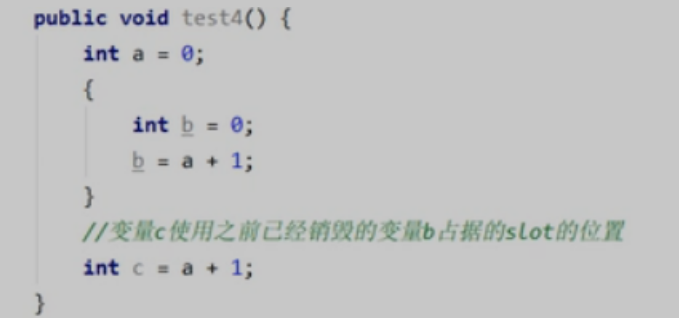 public void test4() {
int a = 0;
{
int b = 0;
b = a + 1;
}
//变量c使用之前已经销毁的变量b占据的slot的位置
int c = a + 1;
}